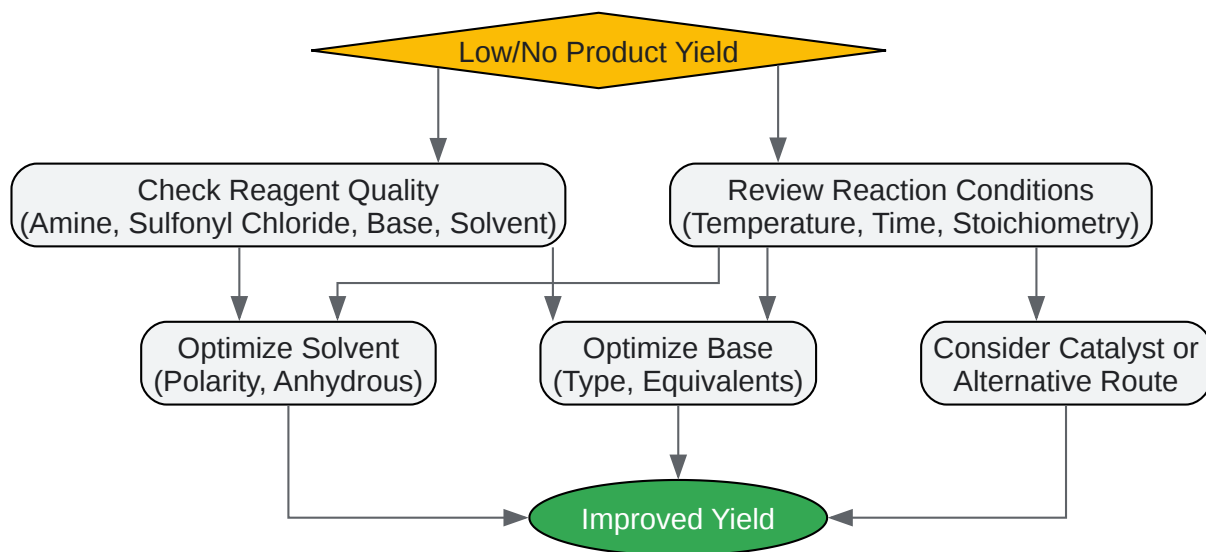 Low/No Product Yield
Check Reagent Quality
(Amine, Sulfonyl Chloride, Base, Solvent)
Review Reaction Conditions
(Temperature, Time, Stoichiometry)
Optimize Solvent
(Polarity, Anhydrous)
Optimize Base
(Type, Equivalents)
Consider Catalyst or
Alternative Route
Improved Yield